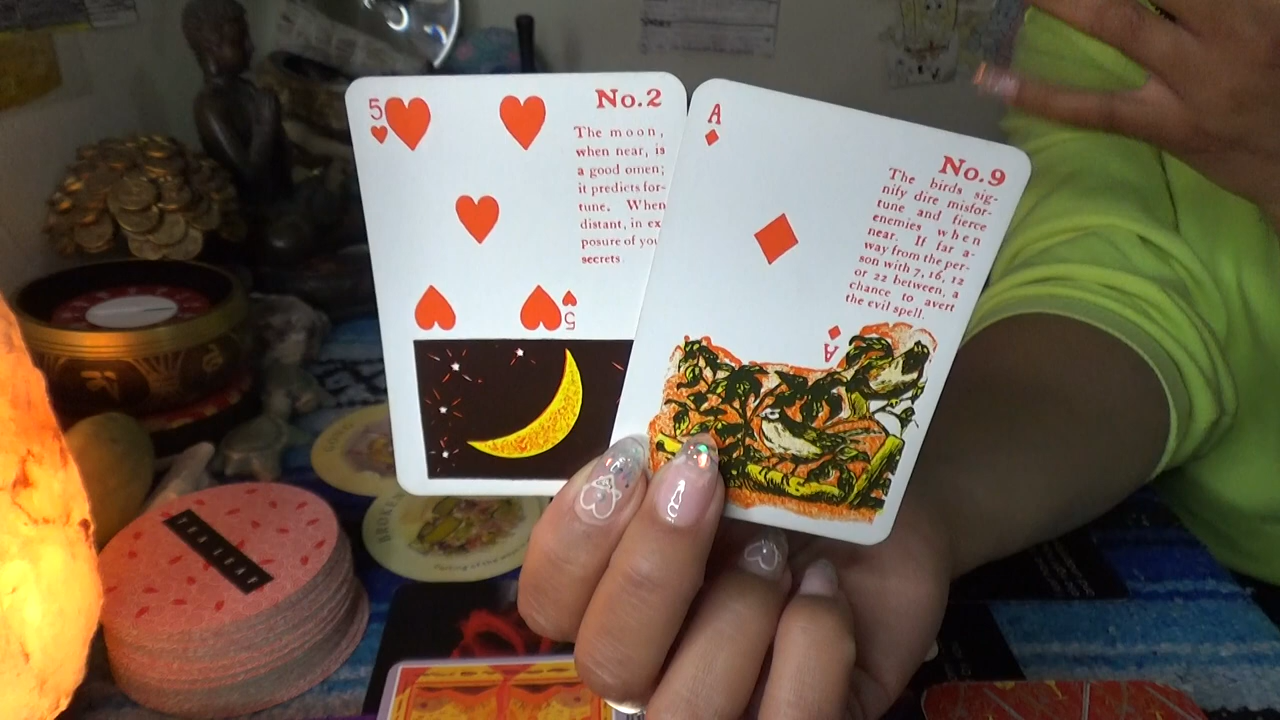 5
No.2
The moon,
when near, is
a good omen;
it predicts for-
tune. When
distant, in ex
posure of you
secrets.
5
A
No.9
The birds sig-
nify dire misfor-
tune and fierce
enemies when
near. If far a-
way from the per-
son with 7, 16, 12
or 22 between, a
chance to avert
the evil spell.
A